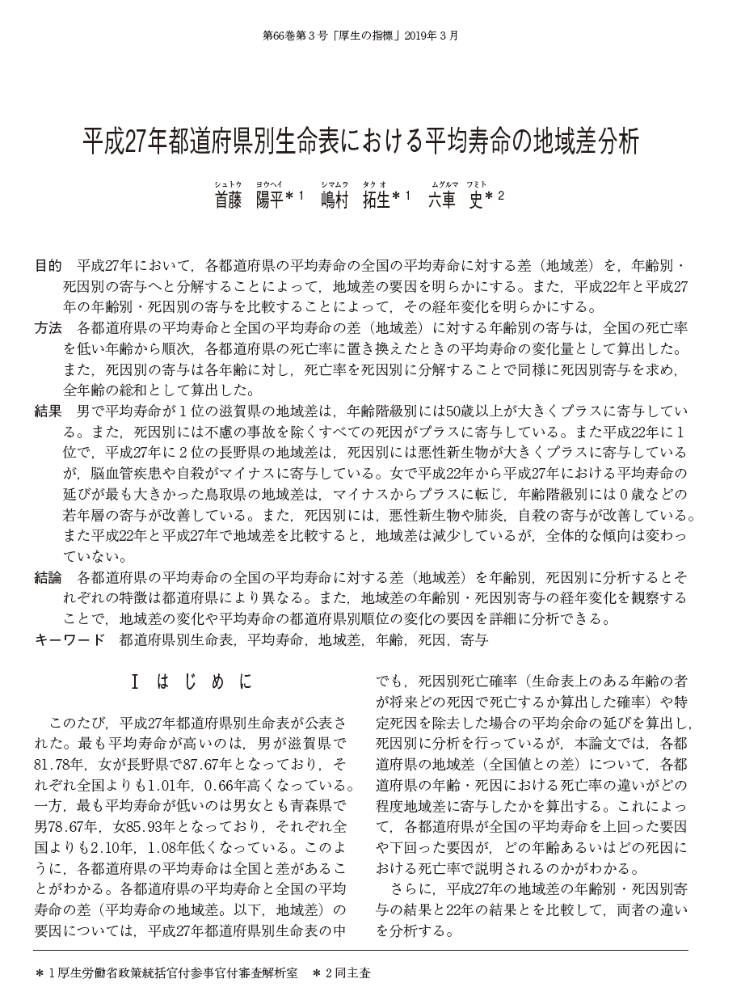 第66巻第3号「厚生の指標」2019年3月
平成27年都道府県別生命表における平均寿命の地域差分析
シュトウ ヨウヘイ シマムラ タクオ ムグルマ フミト
首藤 陽平*1 嶋村 拓生*1 六車 史*2
目的 平成27年において,各都道府県の平均寿命の全国の平均寿命に対する差(地域差)を,年齢別・
死因別の寄与へと分解することによって,地域差の要因を明らかにする。また,平成22年と平成27
年の年齢別・死因別の寄与を比較することによって,その経年変化を明らかにする。
方法 各都道府県の平均寿命と全国の平均寿命の差(地域差)に対する年齢別の寄与は,全国の死亡率
を低い年齢から順次,各都道府県の死亡率に置き換えたときの平均寿命の変化量として算出した。
また,死因別の寄与は各年齢に対し,死亡率を死因別に分解することで同様に死因別寄与を求め,
全年齢の総和として算出した。
結果 男で平均寿命が1位の滋賀県の地域差は,年齢階級別には50歳以上が大きくプラスに寄与してい
る。また,死因別には不慮の事故を除くすべての死因がプラスに寄与している。また平成22年に1
位で,平成27年に2位の長野県の地域差は,死因別には悪性新生物が大きくプラスに寄与している
が,脳血管疾患や自殺がマイナスに寄与している。女で平成22年から平成27年における平均寿命の
延びが最も大きかった鳥取県の地域差は,マイナスからプラスに転じ,年齢階級別には0歳などの
若年層の寄与が改善している。また,死因別には,悪性新生物や肺炎,自殺の寄与が改善している。
また平成22年と平成27年で地域差を比較すると,地域差は減少しているが,全体的な傾向は変わっ
ていない。
結論 各都道府県の平均寿命の全国の平均寿命に対する差(地域差)を年齢別,死因別に分析するとそ
れぞれの特徴は都道府県により異なる。また,地域差の年齢別・死因別寄与の経年変化を観察する
ことで,地域差の変化や平均寿命の都道府県別順位の変化の要因を詳細に分析できる。
キーワード 都道府県別生命表,平均寿命,地域差,年齢,死因,寄与
Ⅰ はじめに
このたび,平成27年都道府県別生命表が公表さ
れた。最も平均寿命が高いのは,男が滋賀県で
81.78年,女が長野県で87.67年となっており,そ
れぞれ全国よりも1.01年,0.66年高くなっている。
一方,最も平均寿命が低いのは男女とも青森県で
男78.67年,女85.93年となっており,それぞれ全
国よりも2.10年,1.08年低くなっている。このよ
うに,各都道府県の平均寿命は全国と差があるこ
とがわかる。各都道府県の平均寿命と全国の平均
寿命の差(平均寿命の地域差。以下,地域差)の
要因については,平成27年都道府県別生命表の中
でも,死因別死亡確率(生命表上のある年齢の者
が将来どの死因で死亡するか算出した確率)や特
定死因を除去した場合の平均余命の延びを算出し,
死因別に分析を行っているが,本論文では,各都
道府県の地域差(全国値との差)について,各都
道府県の年齢・死因における死亡率の違いがどの
程度地域差に寄与したかを算出する。これによっ
て,各都道府県が全国の平均寿命を上回った要因
や下回った要因が,どの年齢あるいはどの死因に
おける死亡率で説明されるのかがわかる。
さらに,平成27年の地域差の年齢別・死因別寄
与の結果と22年の結果とを比較して,両者の違い
を分析する。
*1厚生労働省政策統括官付参事官付審査解析室 *2同主査